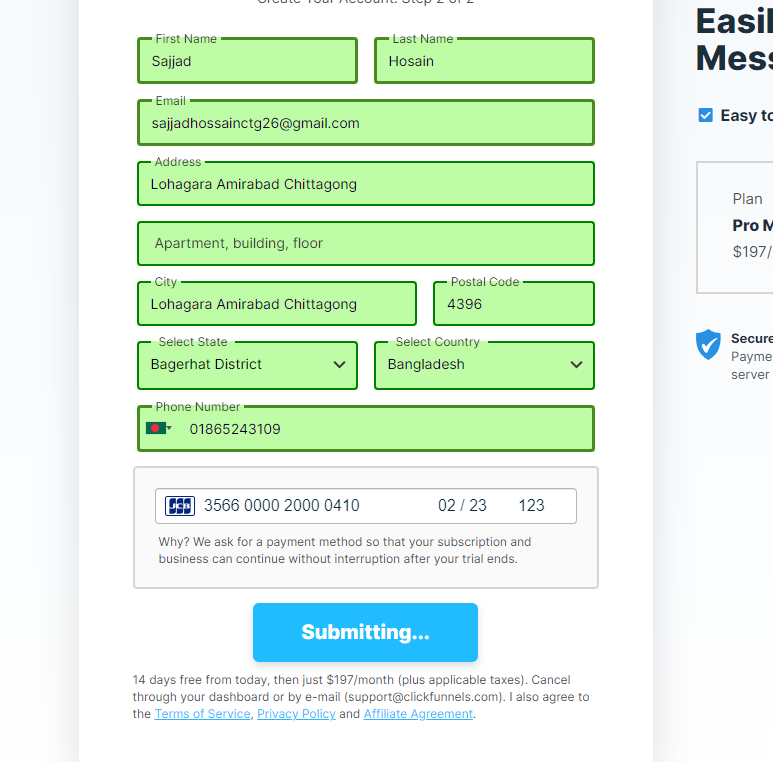 Create Your Account: Step 2 of 2
First Name
Last Name
Sajjad
Hosain
Email
sajjadhossainctg26@gmail.com
Address
Lohagara Amirabad Chittagong
Apartment, building, floor
City
Postal Code
Lohagara Amirabad Chittagong
4396
Select State
Select Country
Bagerhat District
Bangladesh
Phone Number
01865243109
JCB 3566 0000 2000 0410 02 / 23 123
Why? We ask for a payment method so that your subscription and
business can continue without interruption after your trial ends.
Submitting...
14 days free from today, then just $197/month (plus applicable taxes). Cancel
through your dashboard or by e-mail (support@clickfunnels.com). I also agree to
the Terms of Service, Privacy Policy and Affiliate Agreement.
Easil
Mess
Easy to
Plan
Pro M
$197/
Secure
Payme
server